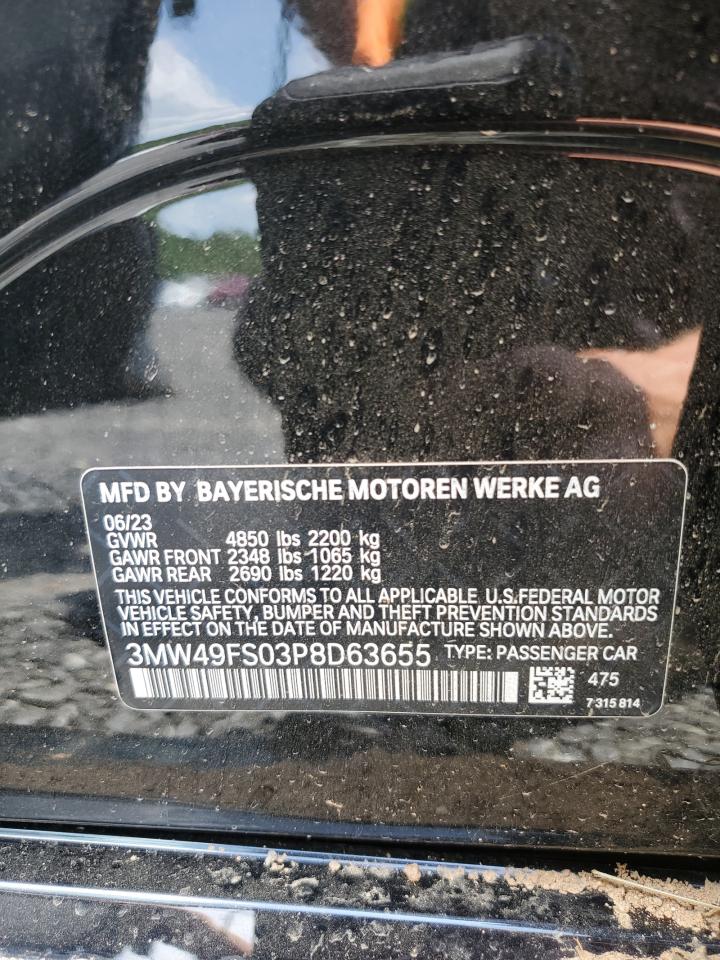 MFD BY BAYERISCHE MOTOREN WERKE AG
06/23
GVWR 4850 lbs 2200 kg
GAWR FRONT 2348 lbs 1065 kg
GAWR REAR 2690 lbs 1220 kg
THIS VEHICLE CONFORMS TO ALL APPLICABLE U.S.FEDERAL MOTOR
VEHICLE SAFETY, BUMPER AND THEFT PREVENTION STANDARDS
IN EFFECT ON THE DATE OF MANUFACTURE SHOWN ABOVE.
3MW49FS03P8D63655 TYPE: PASSENGER CAR
475
7 315 814